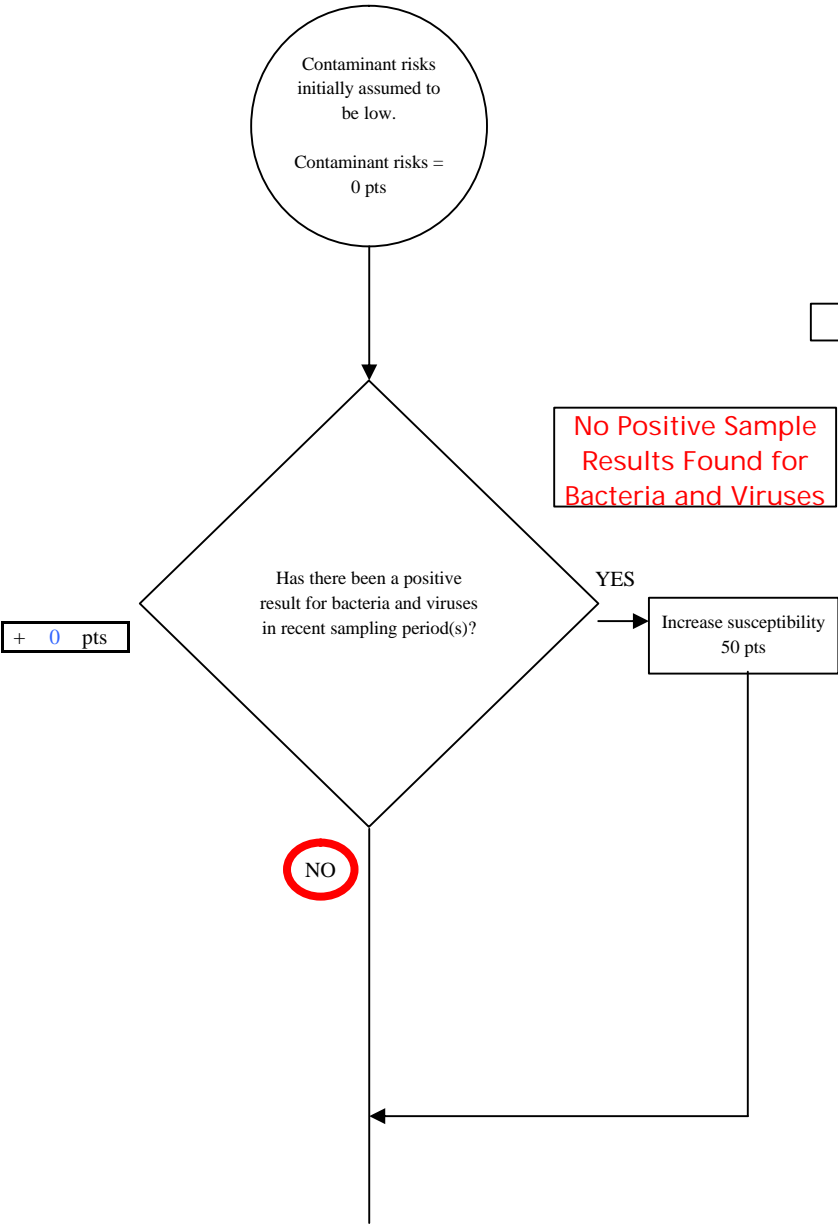 Contaminant risks
initially assumed to
be low.
Contaminant risks =
0 pts
No Positive Sample
Results Found for
Bacteria and Viruses
Has there been a positive
result for bacteria and viruses
in recent sampling period(s)?
YES
Increase susceptibility
50 pts
+ 0 pts
NO